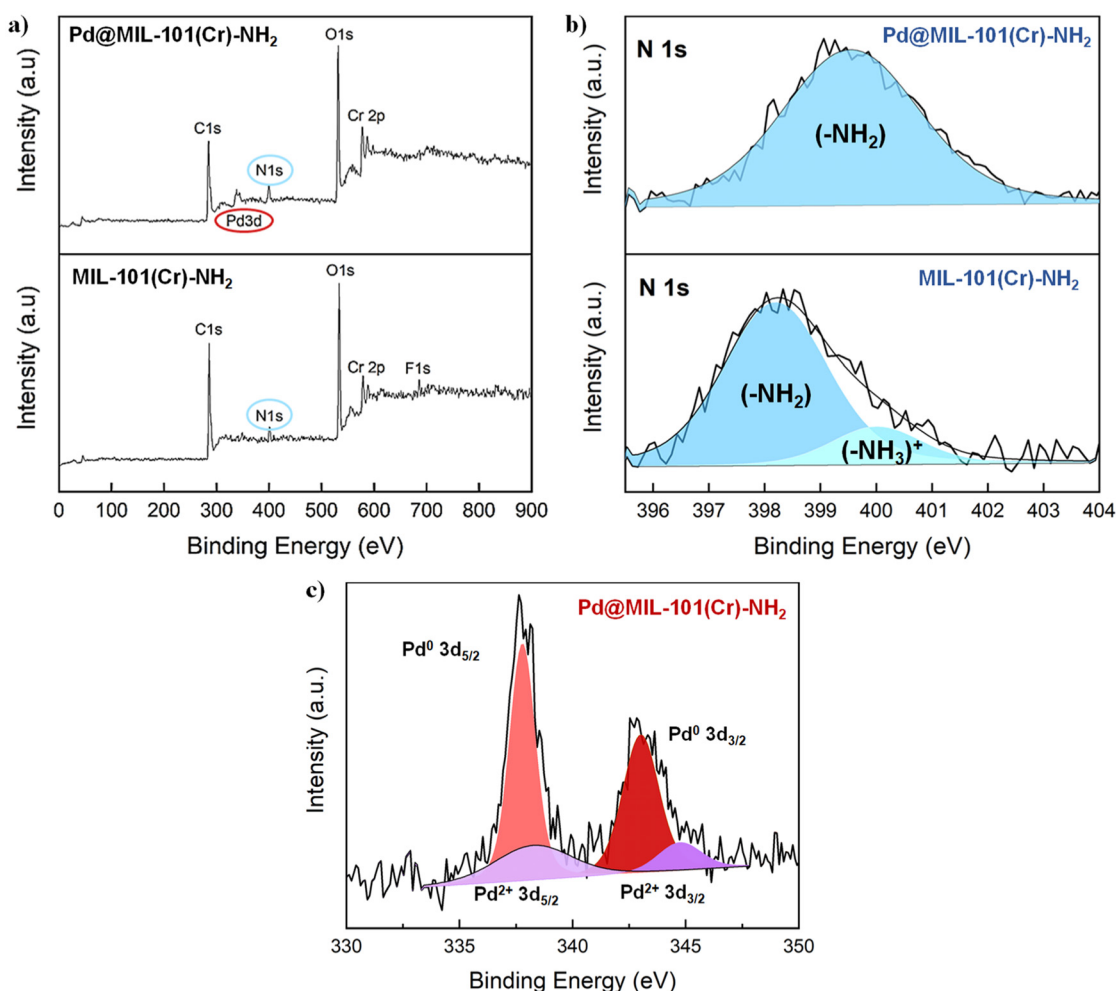 a)
Pd@MIL-101(Cr)-NH₂
O1s
C1s
Cr 2p
N1s
Pd3d
Intensity (a.u)
MIL-101(Cr)-NH₂
O1s
C1s
Cr 2p
F1s
N1s
Intensity (a.u)
0 100 200 300 400 500 600 700 800 900
Binding Energy (eV)
b)
N 1s
Pd@MIL-101(Cr)-NH₂
(-NH₂)
Intensity (a.u.)
N 1s
MIL-101(Cr)-NH₂
(-NH₂)
(-NH₃)⁺
Intensity (a.u.)
396 397 398 399 400 401 402 403 404
Binding Energy (eV)
c)
Pd@MIL-101(Cr)-NH₂
Pd⁰ 3d₅/₂
Pd⁰ 3d₃/₂
Pd²⁺ 3d₅/₂
Pd²⁺ 3d₃/₂
Intensity (a.u.)
330 335 340 345 350
Binding Energy (eV)